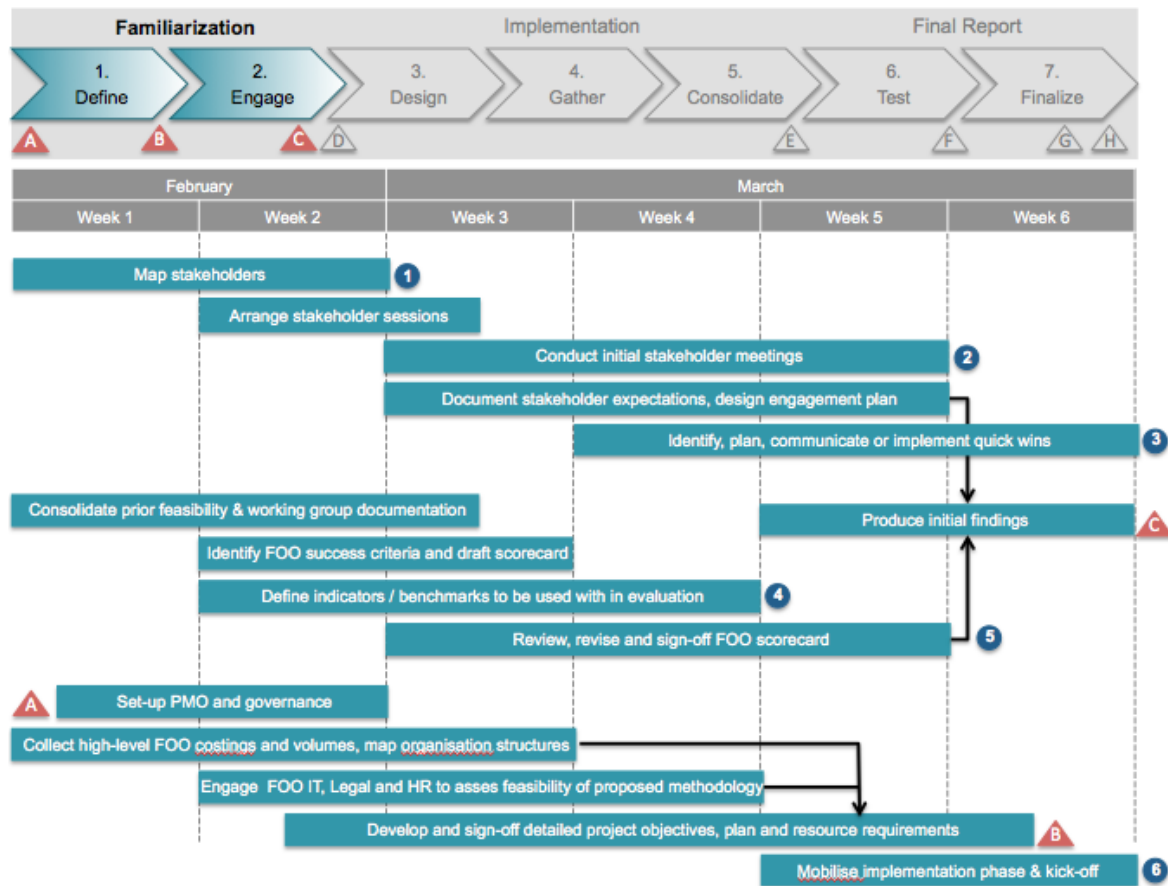 Familiarization
Implementation
Final Report
1.
Define
2.
Engage
3.
Design
4.
Gather
5.
Consolidate
6.
Test
7.
Finalize
A
B
C
D
E
F
G
H
February
March
Week 1
Week 2
Week 3
Week 4
Week 5
Week 6
Map stakeholders
1
Arrange stakeholder sessions
Conduct initial stakeholder meetings
2
Document stakeholder expectations, design engagement plan
Identify, plan, communicate or implement quick wins
3
Consolidate prior feasibility & working group documentation
Produce initial findings
C
Identify FOO success criteria and draft scorecard
Define indicators / benchmarks to be used with in evaluation
4
Review, revise and sign-off FOO scorecard
5
A
Set-up PMO and governance
Collect high-level FOO costings and volumes, map organisation structures
Engage FOO IT, Legal and HR to asses feasibility of proposed methodology
Develop and sign-off detailed project objectives, plan and resource requirements
B
Mobilise implementation phase & kick-off
6